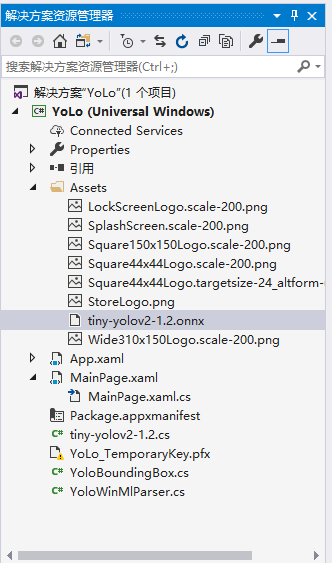 解决方案资源管理器
搜索解决方案资源管理器(Ctrl+;)
解决方案“YoLo”(1 个项目)
YoLo (Universal Windows)
Connected Services
Properties
引用
Assets
LockScreenLogo.scale-200.png
SplashScreen.scale-200.png
Square150x150Logo.scale-200.png
Square44x44Logo.scale-200.png
Square44x44Logo.targetsize-24_altform-u
StoreLogo.png
tiny-yolov2-1.2.onnx
Wide310x150Logo.scale-200.png
App.xaml
MainPage.xaml
MainPage.xaml.cs
Package.appxmanifest
tiny-yolov2-1.2.cs
YoLo_TemporaryKey.pfx
YoloBoundingBox.cs
YoloWinMlParser.cs